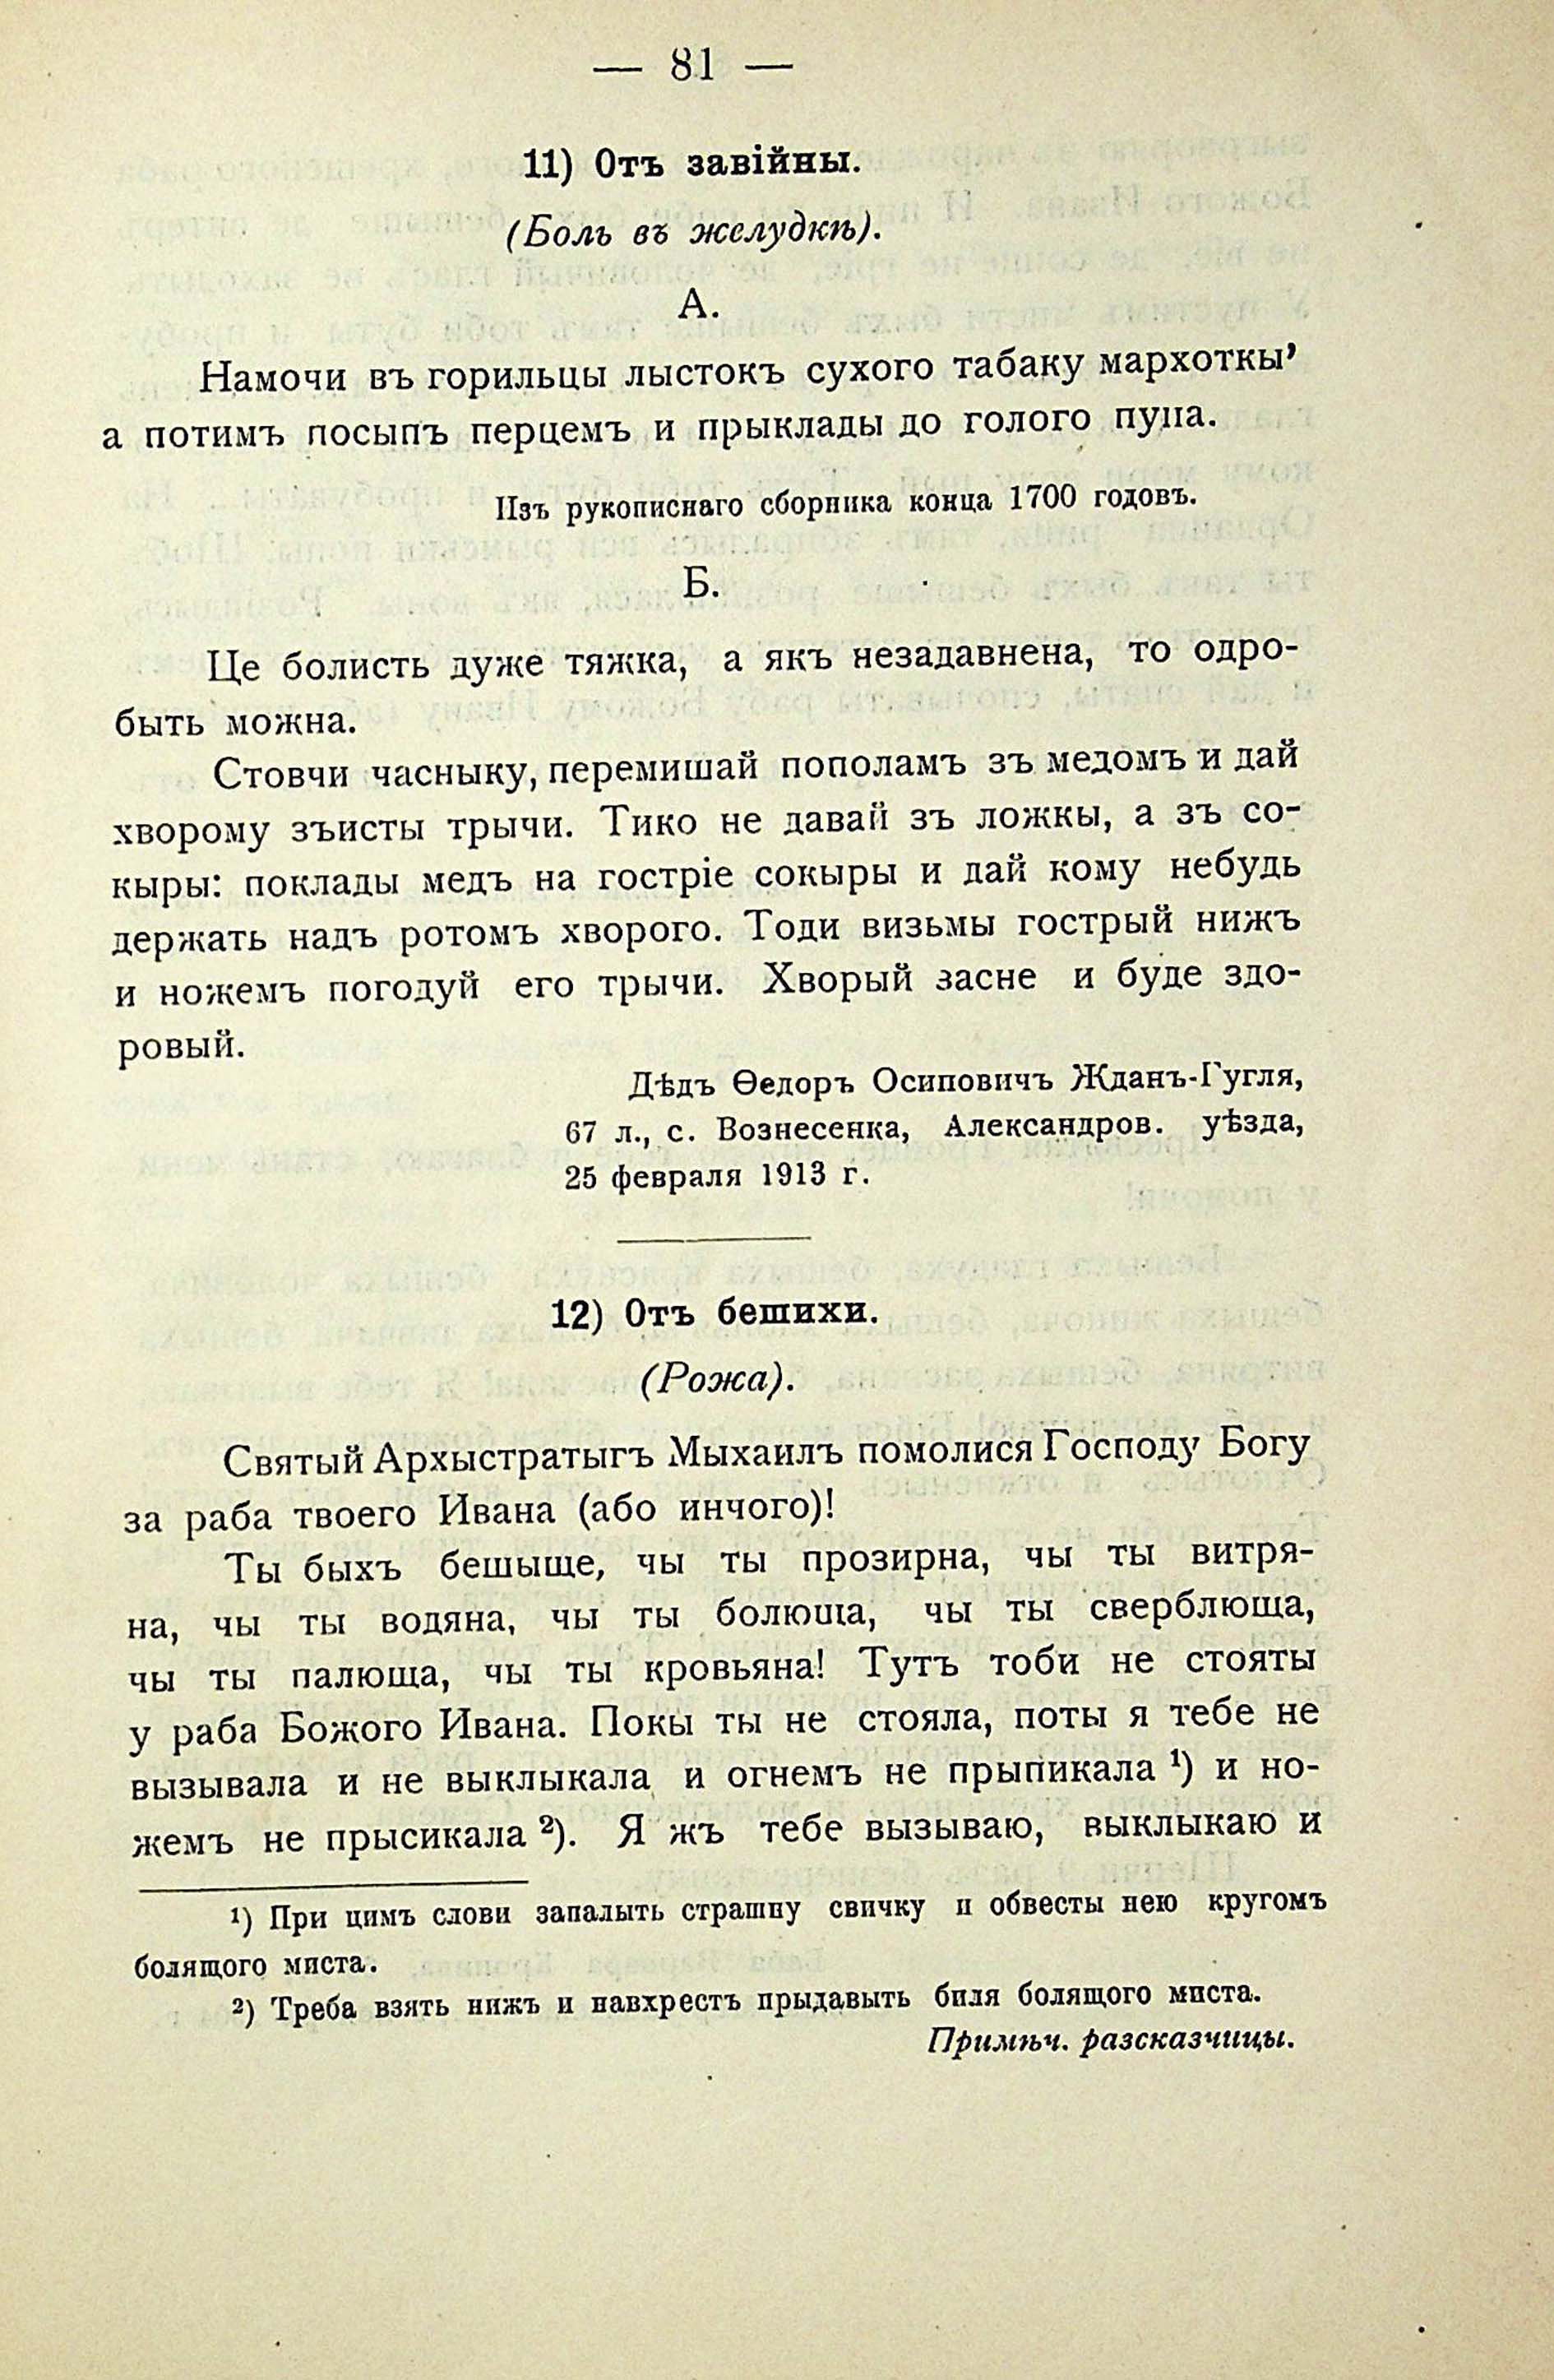 — 81 —
11) Отъ завійны.
(Боль въ желудкѣ).
А.
Намочи въ горильцы лыстокъ сухого табаку мархоткы’
а потимъ посыпъ перцемъ и прыклады до голого пупа.
Изъ рукописнаго сборника конца 1700 годовъ.
Б.
Це болисть дуже тяжка, а якъ незадавнена, то одро-
быть можна.
Стовчи часныку, перемишай пополамъ зъ медомъ и дай
хворому зъисты трычи. Тико не давай зъ ложкы, а зъ со-
кыры: поклады медъ на гостріе сокыры и дай кому небудь
держать надъ ротомъ хворого. Тоди визьмы гострый нижъ
и ножемъ погодуй его трычи. Хворый засне и буде здо-
ровый.
Дѣдъ Ѳедоръ Осиповичъ Жданъ-Гугля,
67 л., с. Вознесенка, Александров. уѣзда,
25 февраля 1913 г.
12) Отъ бешихи.
(Рожа).
Святый Архыстратыгъ Мыхаилъ помолися Господу Богу
за раба твоего Ивана (або инчого)!
Ты быхъ бешыще, чы ты прозирна, чы ты витря-
на, чы ты водяна, чы ты болюща, чы ты сверблюща,
чы ты палюща, чы ты кровьяна! Тутъ тоби не стояты
у раба Божого Ивана. Покы ты не стояла, поты я тебе не
вызывала и не выклыкала и огнемъ не прыпикала ¹) и но-
жемъ не прысикала ²). Я жъ тебе вызываю, выклыкаю и
¹) При цимъ слови запалыть страшну свичку и обвесты нею кругомъ
болящого миста.
²) Треба взять нижъ и навхрестъ прыдавыть биля болящого миста.
Примѣч. разсказчицы.